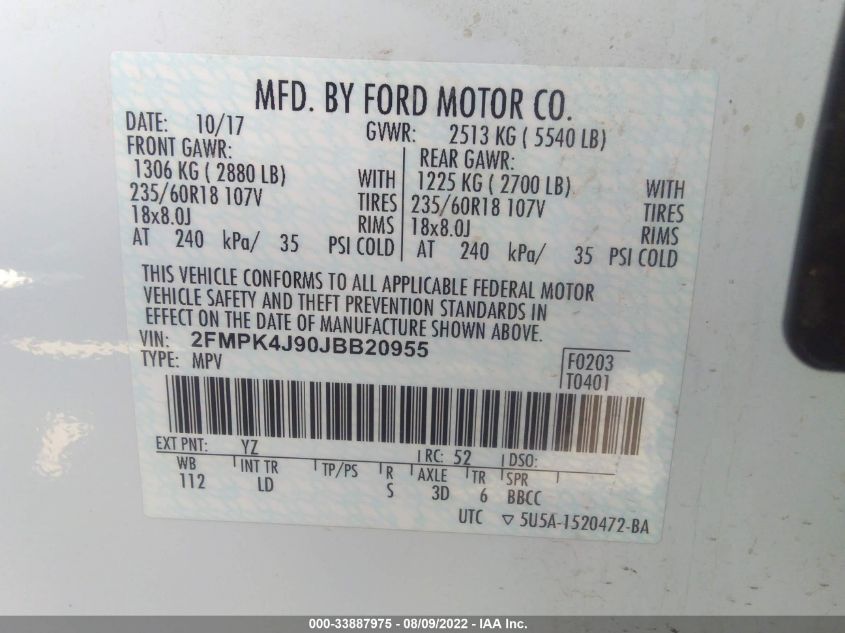 MFD. BY FORD MOTOR CO.
DATE: 10/17 GVWR: 2513 KG ( 5540 LB)
FRONT GAWR: REAR GAWR:
1306 KG ( 2880 LB) WITH 1225 KG ( 2700 LB) WITH
235/60R18 107V TIRES 235/60R18 107V TIRES
18x8.0J RIMS 18x8.0J RIMS
AT 240 kPa/ 35 PSI COLD AT 240 kPa/ 35 PSI COLD
THIS VEHICLE CONFORMS TO ALL APPLICABLE FEDERAL MOTOR
VEHICLE SAFETY AND THEFT PREVENTION STANDARDS IN
EFFECT ON THE DATE OF MANUFACTURE SHOWN ABOVE.
VIN: 2FMPK4J90JBB20955
TYPE: MPV F0203
T0401
EXT PNT: YZ RC: 52 DSO:
WB INT TR TP/PS R AXLE TR SPR
112 LD S 3D 6 BBCC
UTC ▽ 5U5A-1520472-BA
000-33887975 - 08/09/2022 - IAA Inc.